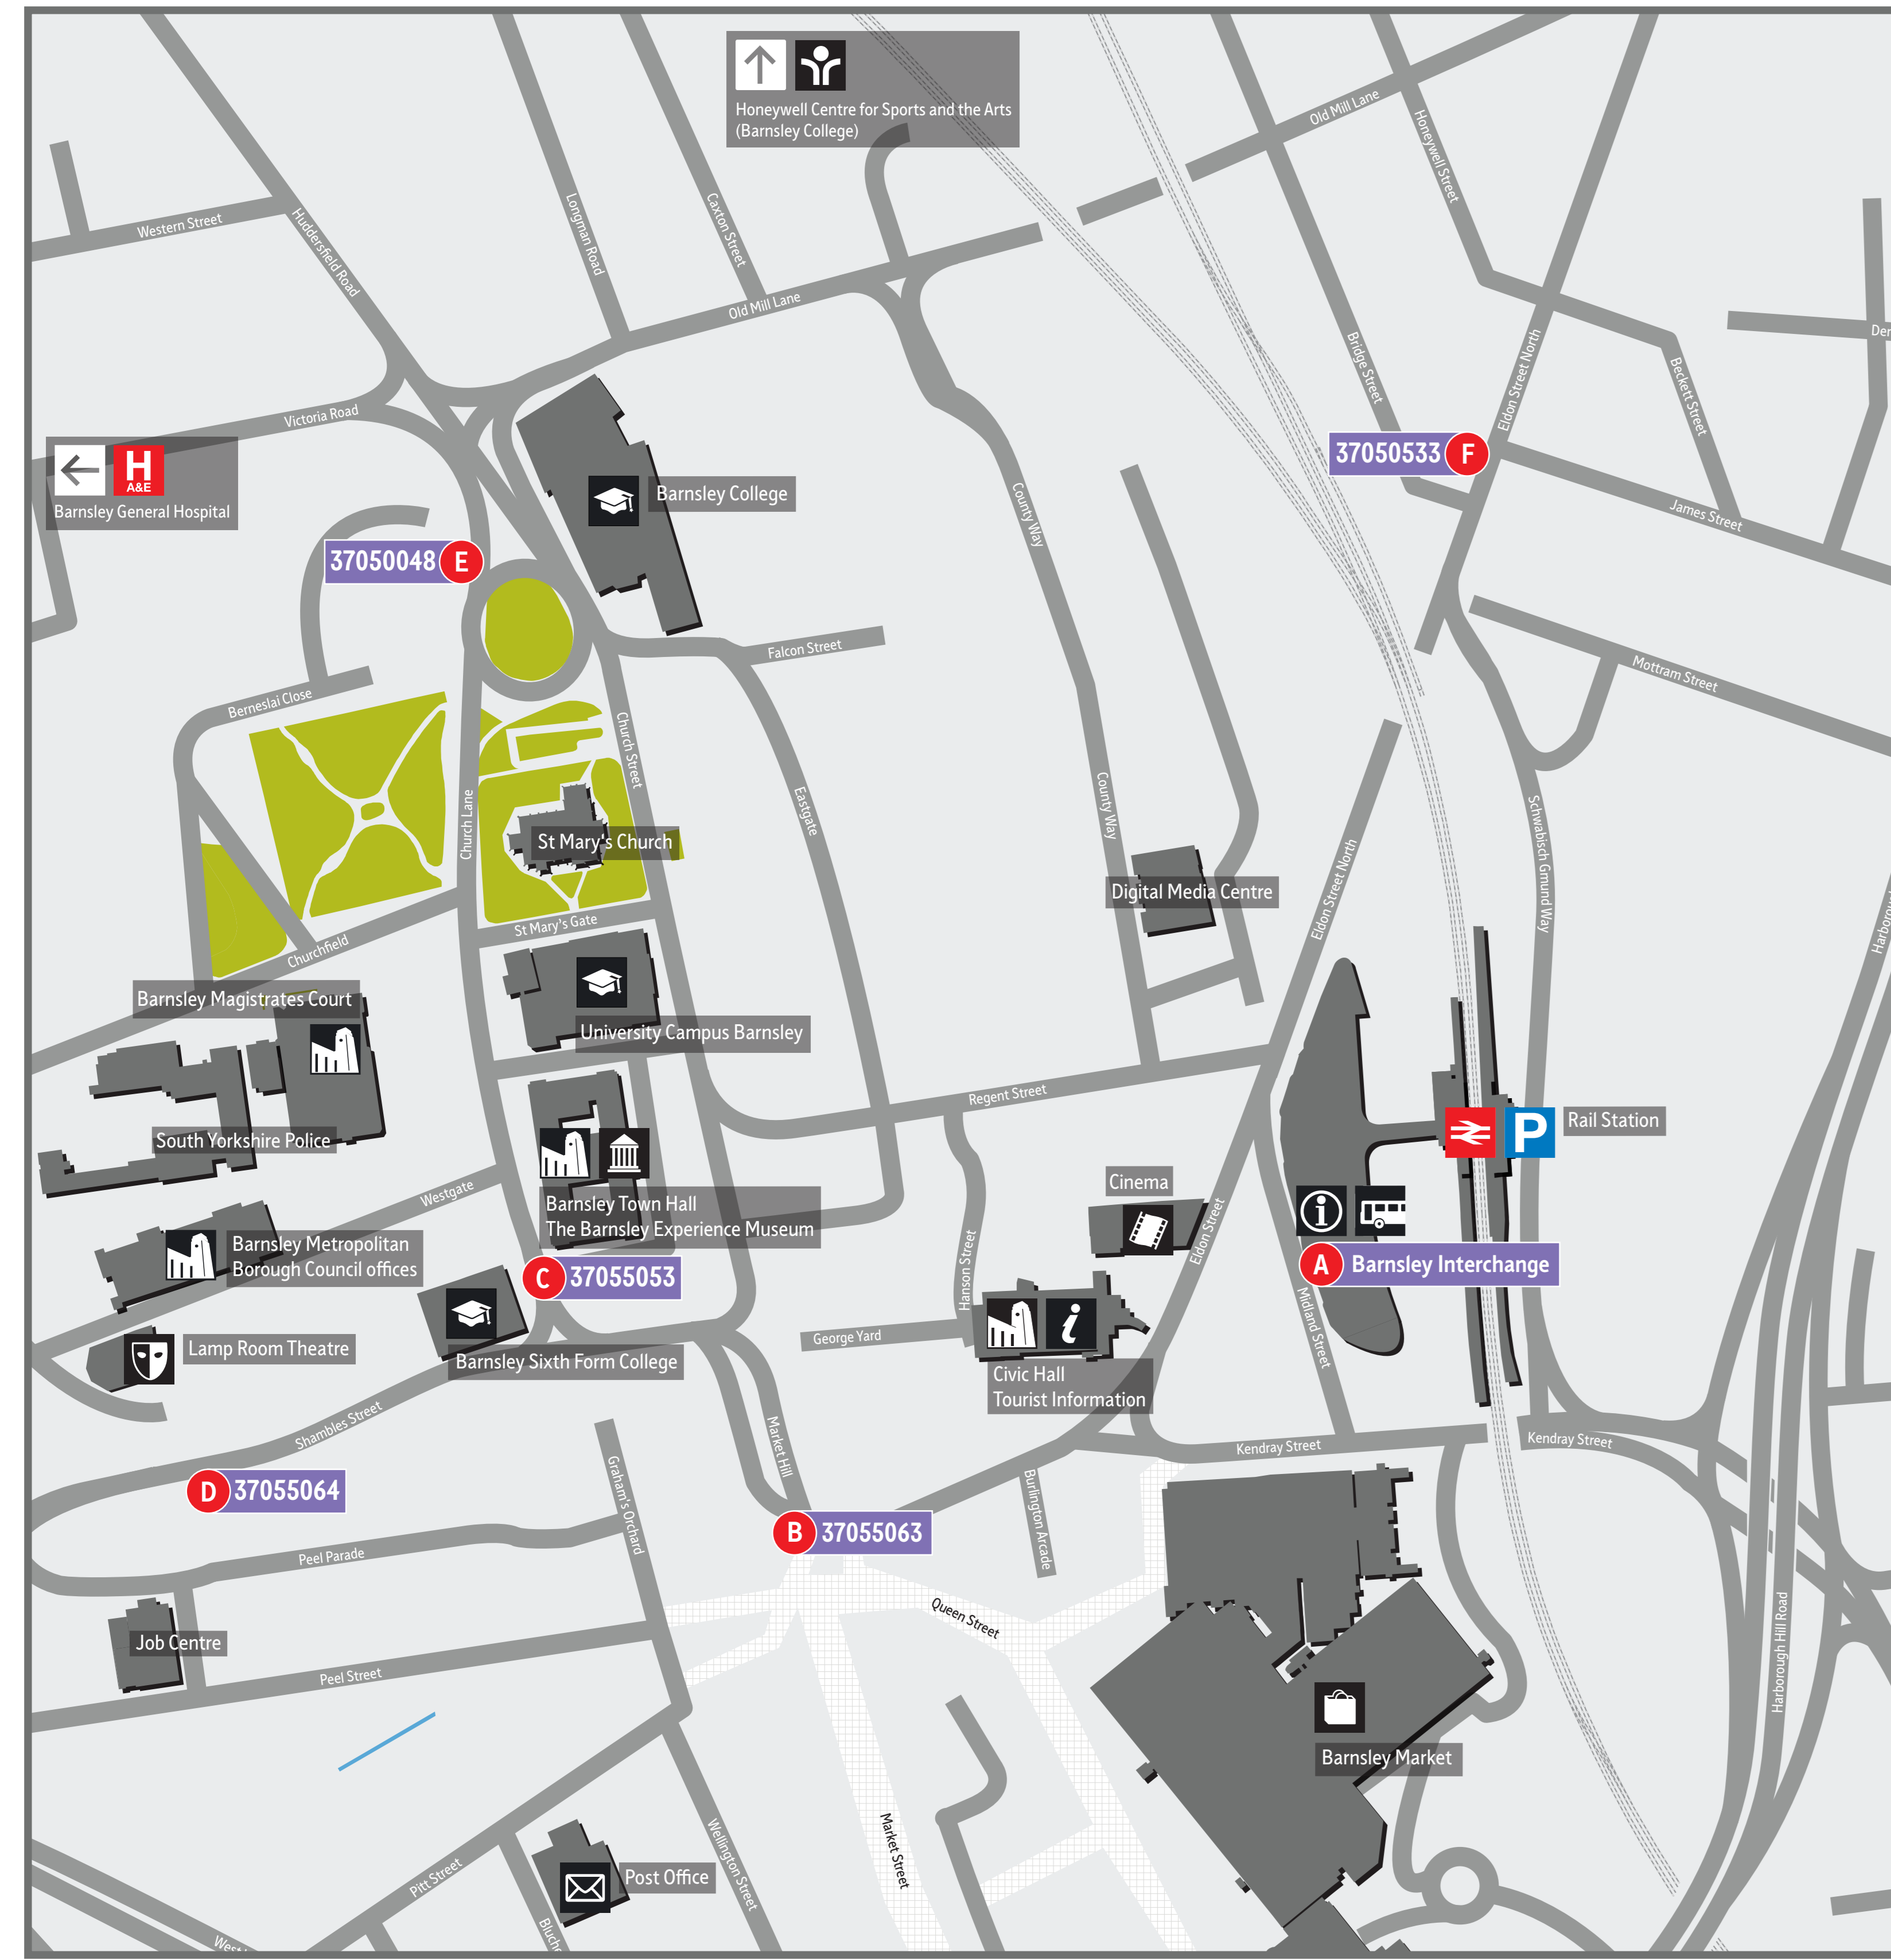 Honeywell Centre for Sports and the Arts
(Barnsley College)
Old Mill Lane
Honeywell Street
Western Street
Huddersfield Road
Longman Road
Caxton Street
Old Mill Lane
Bridge Street
Eldon Street North
Beckett Street
Victoria Road
H
A&E
Barnsley General Hospital
Barnsley College
County Way
37050533
F
James Street
37050048
E
Falcon Street
Mottram Street
Berneslai Close
Church Street
Church Lane
Eastgate
County Way
Schwabisch Gmund Way
St Mary's Church
Digital Media Centre
Eldon Street North
St Mary's Gate
Churchfield
Barnsley Magistrates Court
University Campus Barnsley
Regent Street
P
Rail Station
South Yorkshire Police
Westgate
Cinema
Barnsley Town Hall
The Barnsley Experience Museum
i
Barnsley Metropolitan
Borough Council offices
Hanson Street
Eldon Street
A
Barnsley Interchange
C
37055053
Midland Street
George Yard
i
Lamp Room Theatre
Barnsley Sixth Form College
Civic Hall
Tourist Information
Shambles Street
Market Hill
Kendray Street
Kendray Street
D
37055064
Graham's Orchard
Burlington Arcade
B
37055063
Peel Parade
Queen Street
Job Centre
Peel Street
Harborough Hill Road
Barnsley Market
Market Street
Wellington Street
Pitt Street
Post Office